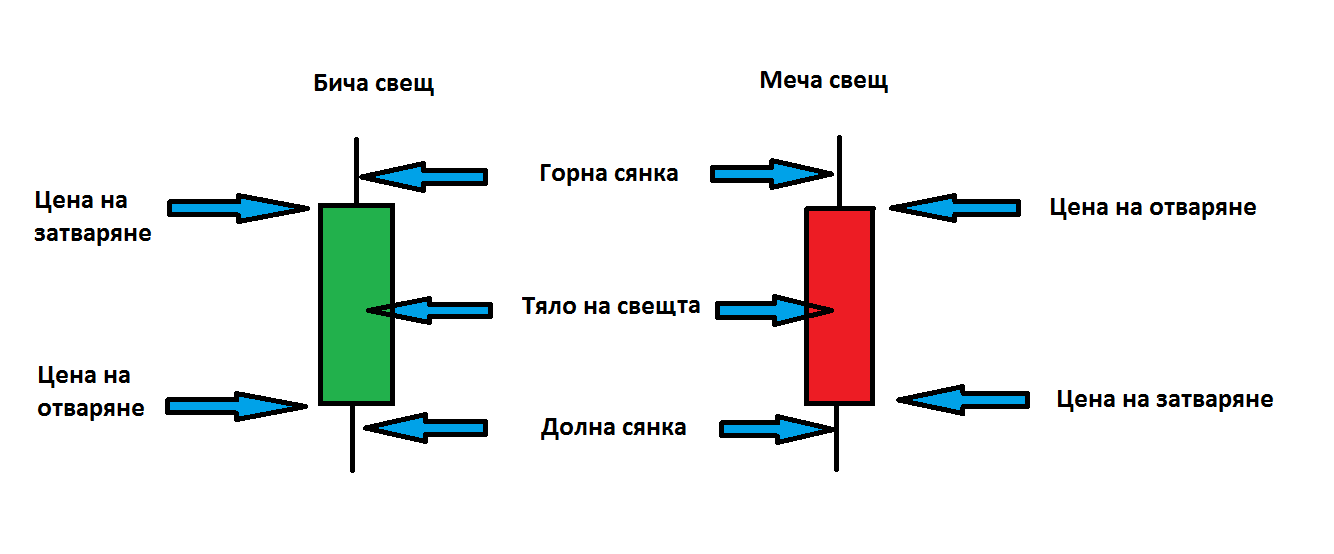 Бича свещ
Меча свещ
Горна сянка
Цена на
затваряне
Цена на отваряне
Тяло на свещта
Цена на
отваряне
Цена на затваряне
Долна сянка